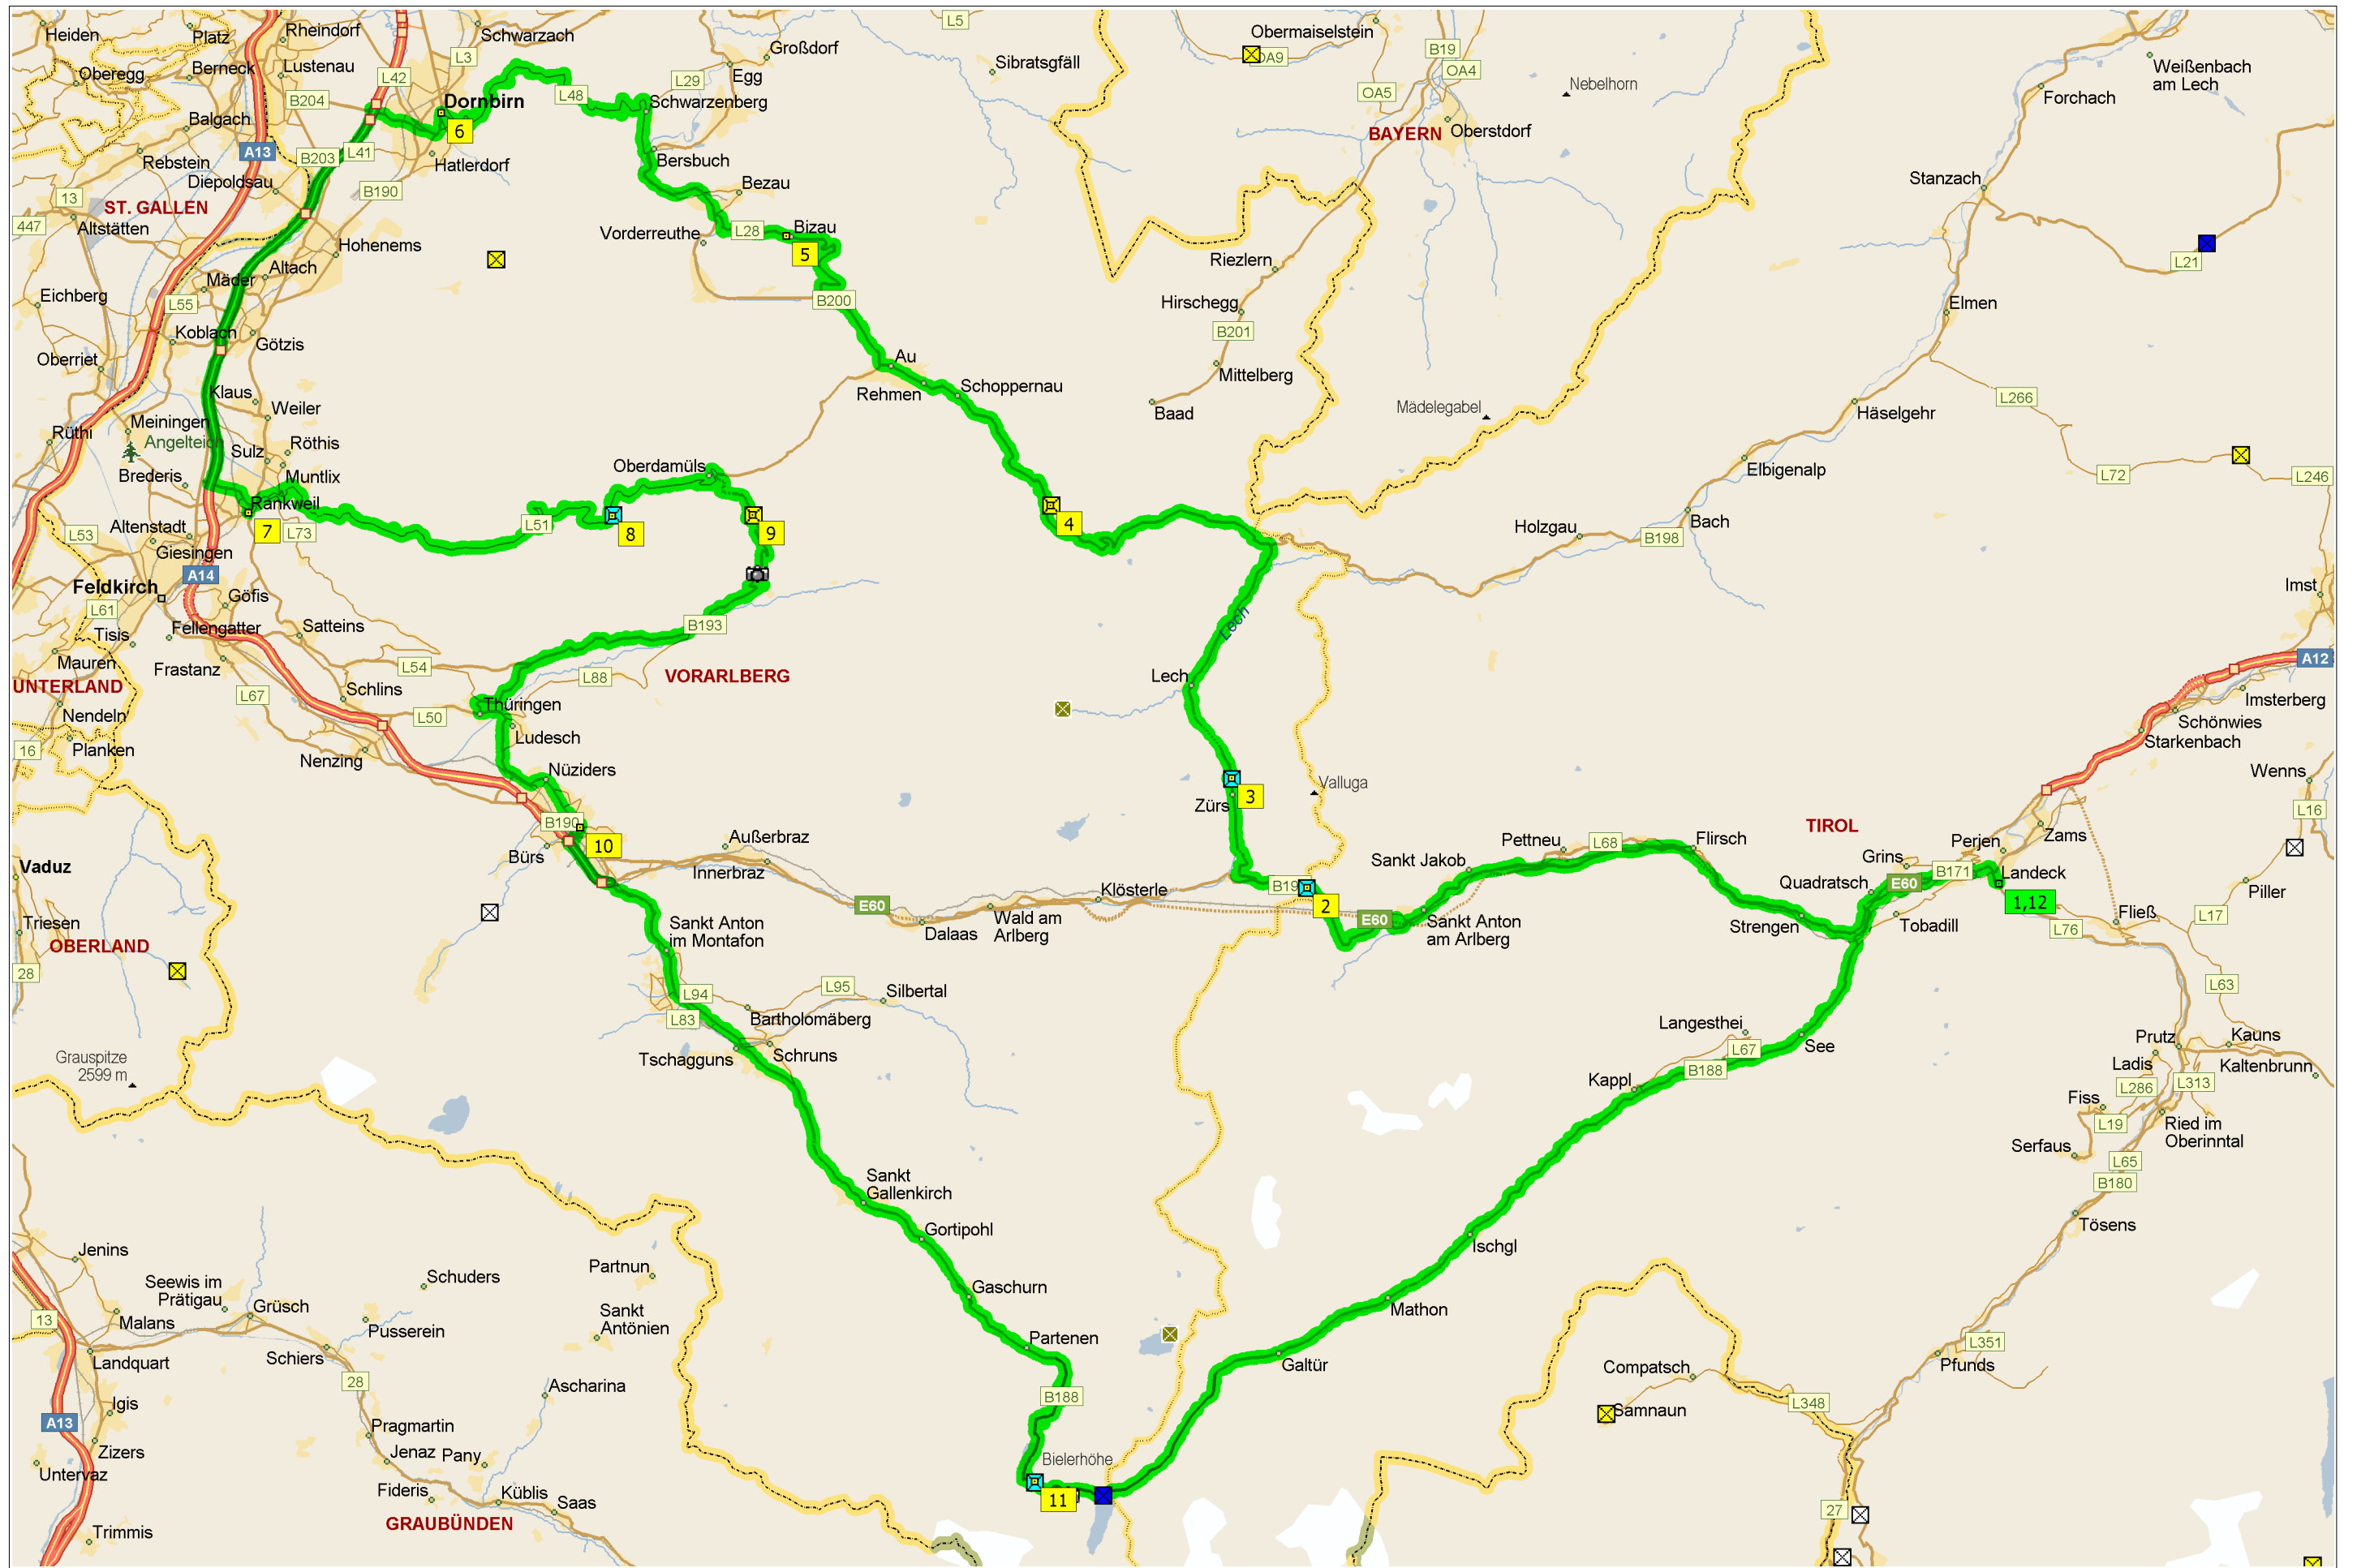 Heiden
Platz
Rheindorf
Schwarzach
L5
Obermaiselstein
B19
Oberegg
Berneck
Lustenau
L42
L3
Großdorf
Egg
Sibratsgfäll
OA9
OA4
Nebelhorn
Weißenbach
am Lech
B204
Dornbirn
L48
L29
Schwarzenberg
OA5
Forchach
Balgach
6
BAYERN
Oberstdorf
Rebstein
A13
B203
L41
Hatlerdorf
Bersbuch
Diepoldsau
B190
Bezau
Stanzach
13
ST. GALLEN
447
Altstätten
Vorderreuthe
L28
Bizau
5
Hohenems
Riezlern
L21
Altach
Mäder
Eichberg
L55
B200
Hirschegg
Elmen
Koblach
Götzis
B201
Oberriet
Au
Mittelberg
Rehmen
Schoppernau
Klaus
Weiler
Baad
Mädelegabel
L266
Häselgehr
Meiningen
Rüthi
Angelteich
Sulz
Röthis
Brederis
Muntlix
Oberdamüls
Elbigenalp
L72
L246
Rankweil
7
L73
L51
8
9
4
Holzgau
Bach
B198
L53
Altenstadt
Giesingen
A14
Feldkirch
L61
Göfis
Imst
Tisis
Fellengatter
Satteins
B193
Lech
Mauren
Frastanz
L54
L88
VORARLBERG
Lech
A12
UNTERLAND
L67
Schlins
Imsterberg
Nendeln
L50
Thüringen
Schönwies
16
Planken
Ludesch
Starkenbach
Nenzing
Nüziders
Valluga
Wenns
Zürs
3
L16
B190
10
Außerbraz
Pettneu
L68
Flirsch
TIROL
Perjen
Zams
Bürs
Innerbraz
Sankt Jakob
Grins
Vaduz
Klösterle
B19
2
Quadratsch
E60
B171
Landeck
1,12
Piller
E60
E60
Triesen
Sankt Anton
im Montafon
Dalaas
Wald am
Arlberg
Sankt Anton
am Arlberg
Strengen
Tobadill
Fließ
L17
L76
OBERLAND
28
L94
L95
Silbertal
L63
L83
Bartholomäberg
Langesthei
Prutz
Kauns
Grauspitze
2599 m
Tschagguns
Schruns
L67
See
Ladis
Kaltenbrunn
B188
Kappl
L286
L313
Fiss
L19
Ried im
Oberinntal
Serfaus
L65
B180
Sankt
Gallenkirch
Tösens
Gortipohl
Ischgl
Jenins
Partnun
Schuders
Seewis im
Prätigau
Gaschurn
Grüsch
13
Malans
Pusserein
Sankt
Antönien
Mathon
Partenen
Schiers
L351
Landquart
Galtür
Compatsch
Pfunds
28
Ascharina
B188
Igis
Samnaun
L348
A13
Pragmartin
Zizers
Jenaz
Pany
Bielerhöhe
Untervaz
Fideris
Küblis
Saas
11
27
GRAUBÜNDEN
Trimmis